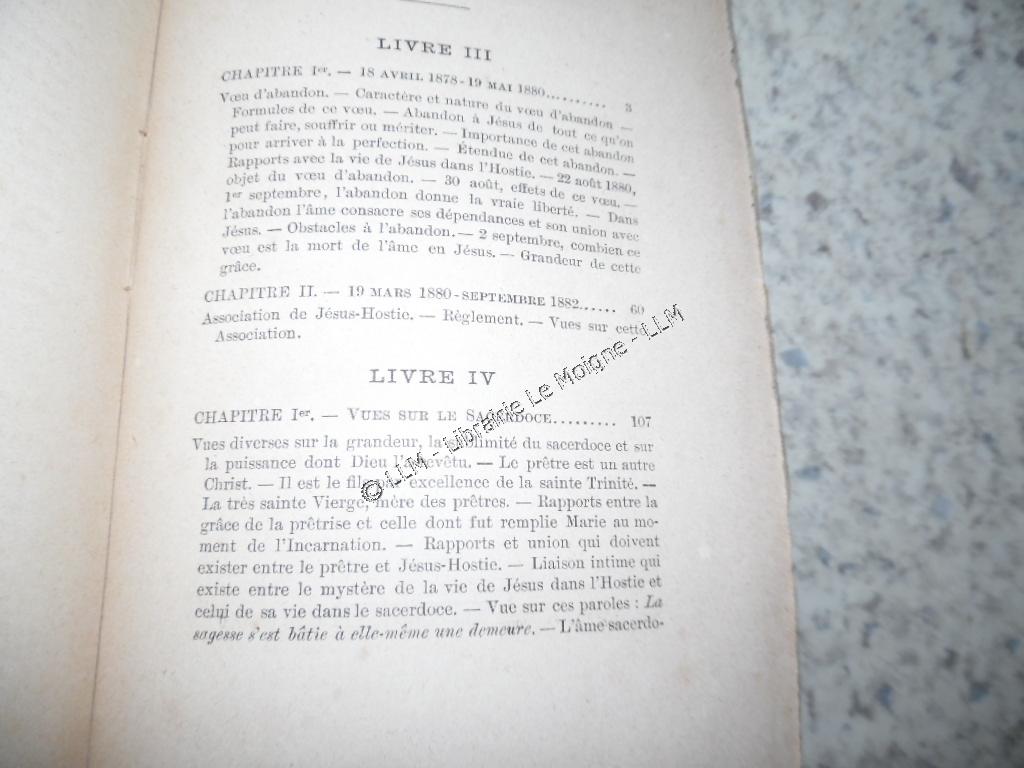 LIVRE III
CHAPITRE Ier. — 18 AVRIL 1878-19 MAI 1880.......... 3
Vœu d'abandon. — Caractère et nature du vœu d'abandon —
Formules de ce vœu. — Abandon à Jésus de tout ce qu'on
peut faire, souffrir ou mériter. — Importance de cet abandon
pour arriver à la perfection. — Étendue de cet abandon. —
Rapports avec la vie de Jésus dans l'Hostie. — 22 août 1880,
objet du vœu d'abandon. — 30 août, effets de ce vœu. —
1er septembre, l'abandon donne la vraie liberté. — Dans
l'abandon l'âme consacre ses dépendances et son union avec
Jésus. — Obstacles à l'abandon. — 2 septembre, combien ce
vœu est la mort de l'âme en Jésus. — Grandeur de cette
grâce.
CHAPITRE II. — 19 MARS 1880-SEPTEMBRE 1882...... 60
Association de Jésus-Hostie. — Règlement. — Vues sur cette
Association.
LIVRE IV
CHAPITRE Ier. — VUES SUR LE SACERDOCE......... 107
Vues diverses sur la grandeur, la sublimité du sacerdoce et sur
la puissance dont Dieu l'a revêtu. — Le prêtre est un autre
Christ. — Il est le fils par excellence de la sainte Trinité. —
La très sainte Vierge, mère des prêtres. — Rapports entre la
grâce de la prêtrise et celle dont fut remplie Marie au mo-
ment de l'Incarnation. — Rapports et union qui doivent
exister entre le prêtre et Jésus-Hostie. — Liaison intime qui
existe entre le mystère de la vie de Jésus dans l'Hostie et
celui de sa vie dans le sacerdoce. — Vue sur ces paroles : La
sagesse s'est bâtie à elle-même une demeure. — L'âme sacerdo-
© LLM - Librairie Le Moigne - LLM